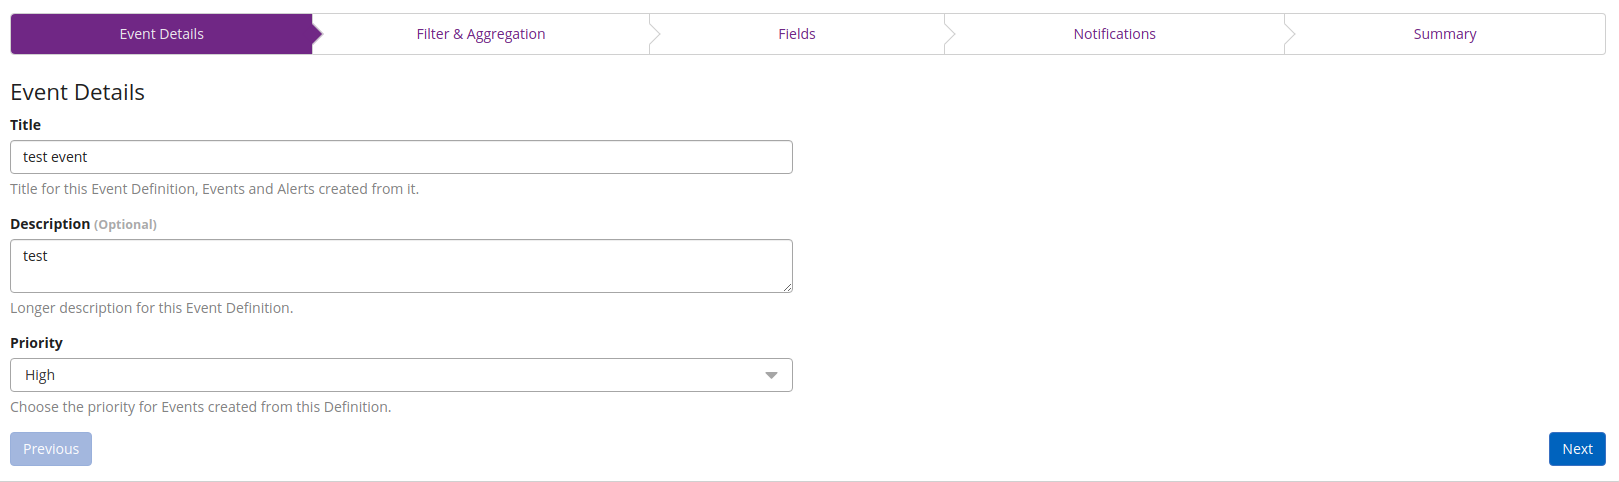 Event Details Filter & Aggregation Fields Notifications Summary
Event Details
Title
test event
Title for this Event Definition, Events and Alerts created from it.
Description (Optional)
test
Longer description for this Event Definition.
Priority
High
Choose the priority for Events created from this Definition.
Previous Next